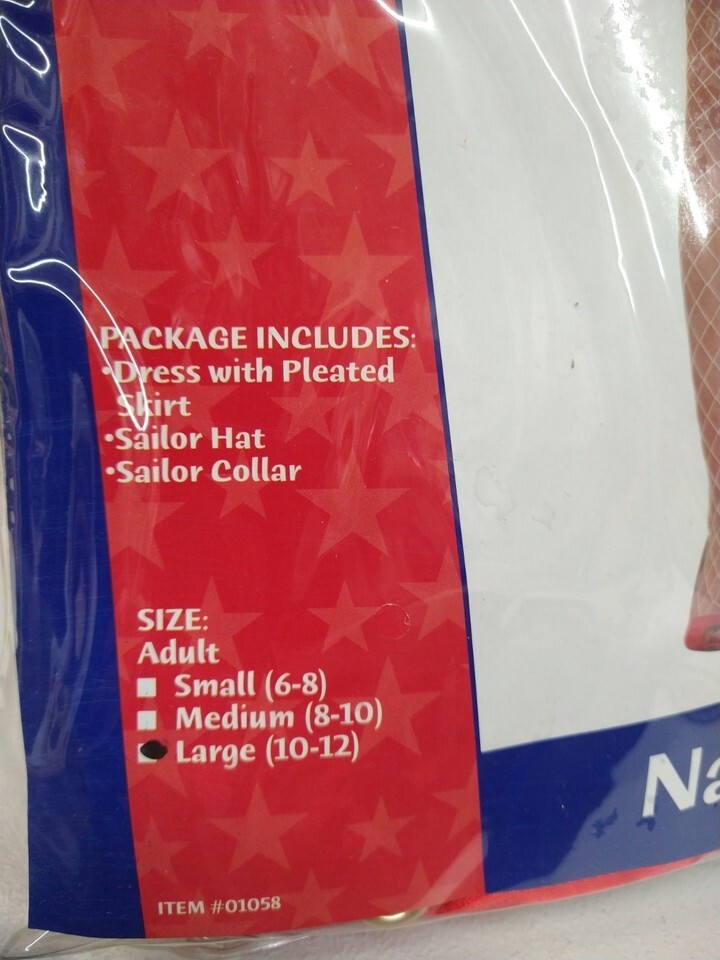 PACKAGE INCLUDES:
•Dress with Pleated
Skirt
•Sailor Hat
•Sailor Collar
SIZE:
Adult
Small (6-8)
Medium (8-10)
Large (10-12)
Na
ITEM #01058